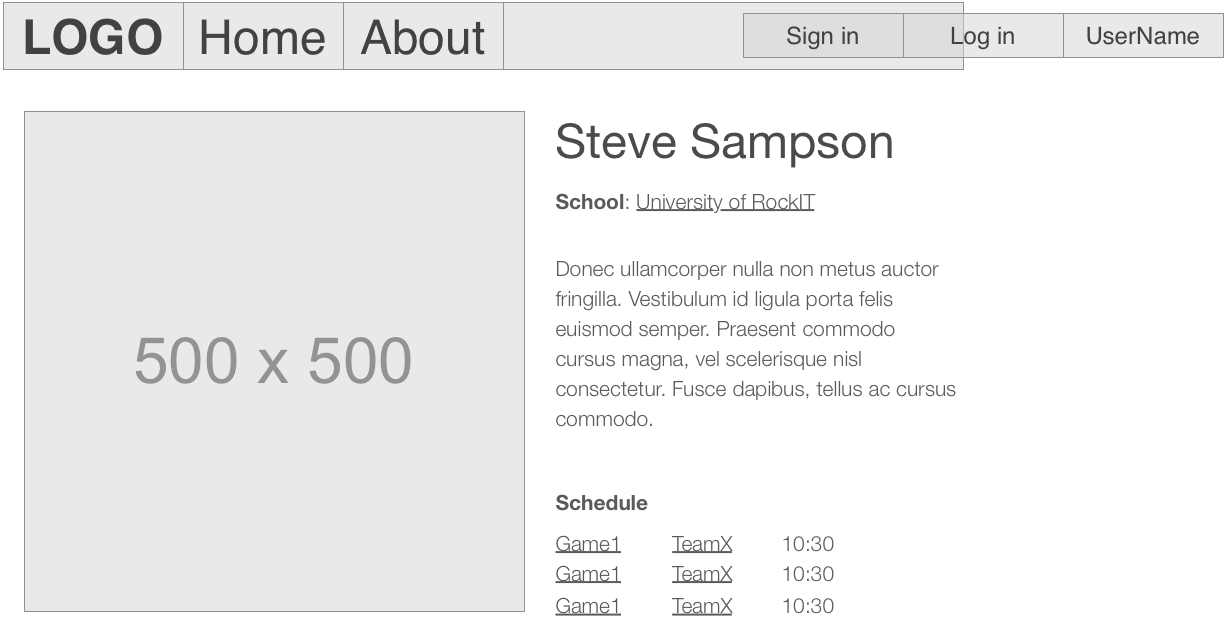 LOGO Home About Sign in Log in UserName
500 x 500
Steve Sampson
School: University of RockIT
Donec ullamcorper nulla non metus auctor
fringilla. Vestibulum id ligula porta felis
euismod semper. Praesent commodo
cursus magna, vel scelerisque nisl
consectetur. Fusce dapibus, tellus ac cursus
commodo.
Schedule
Game1 TeamX 10:30
Game1 TeamX 10:30
Game1 TeamX 10:30